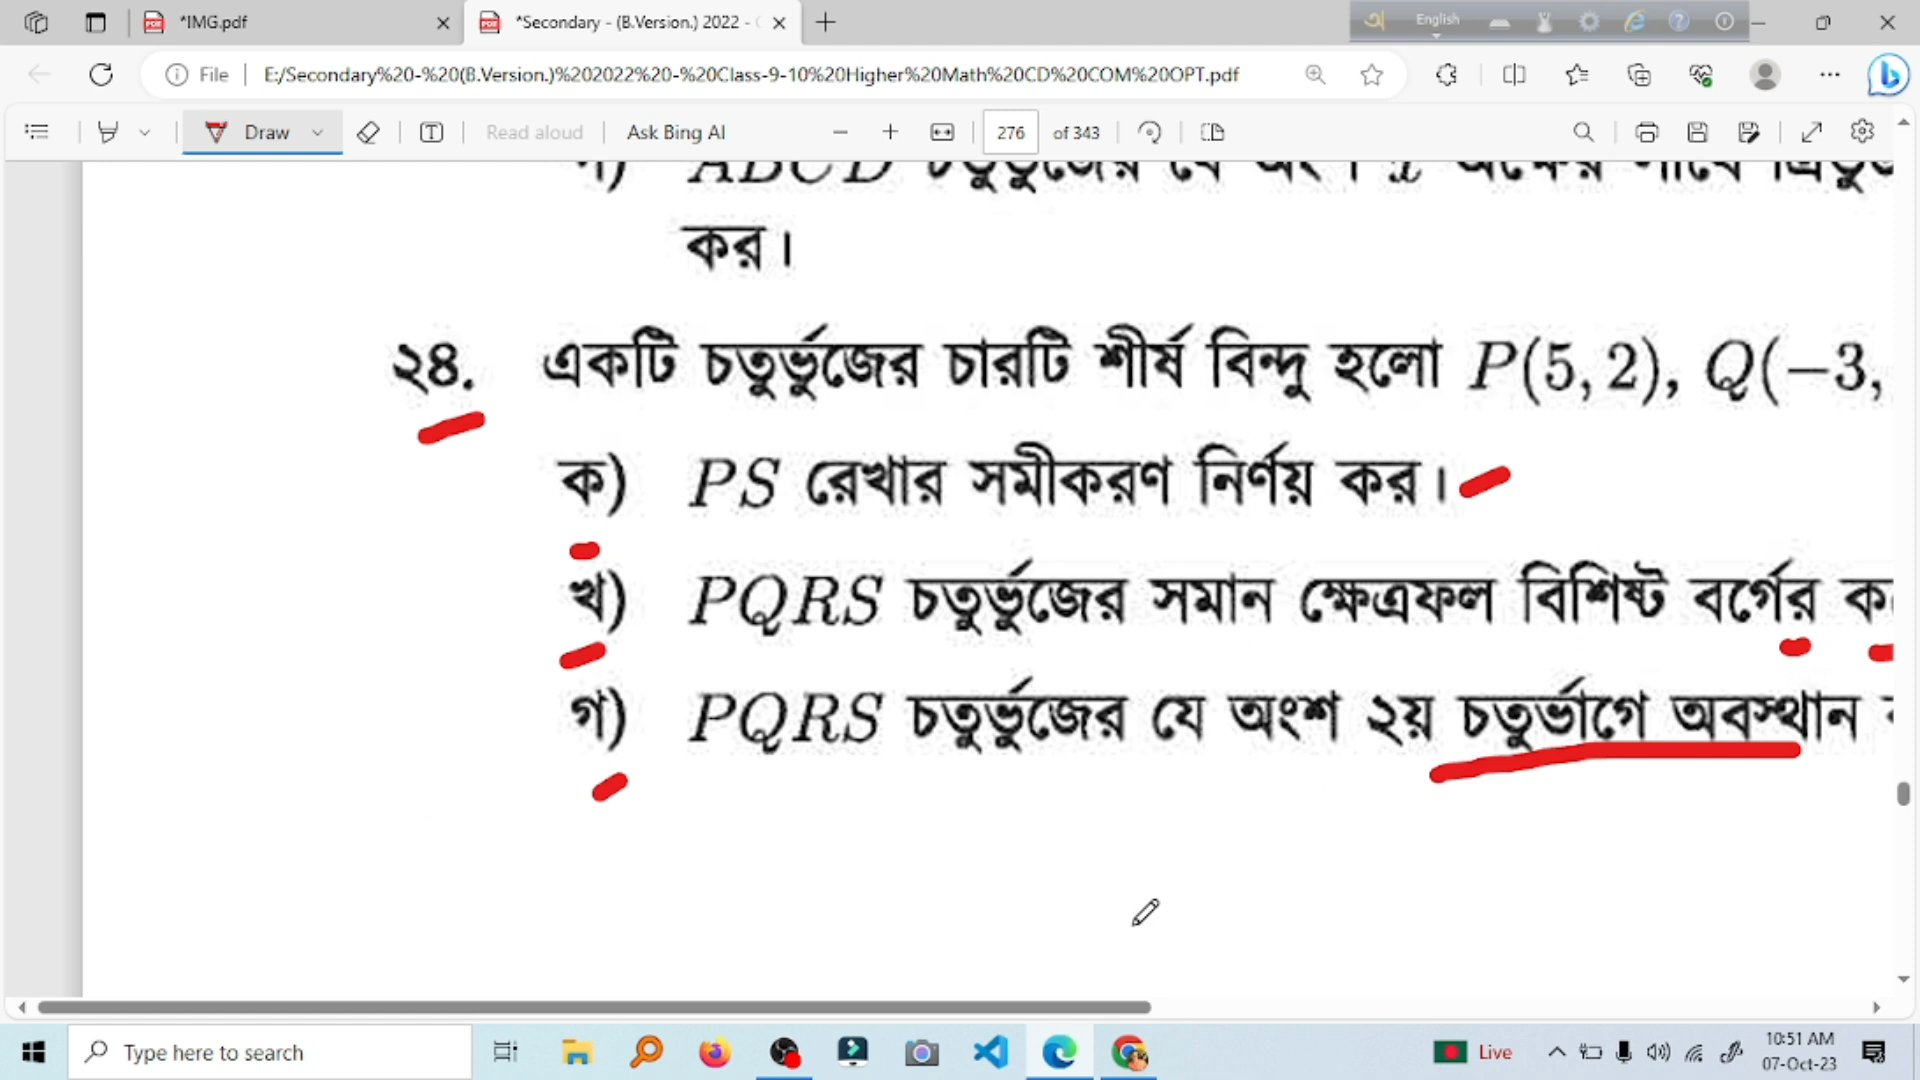 *IMG.pdf
*Secondary - (B.Version.) 2022 -
English
File
E:/Secondary%20-%20(B.Version.)%202022%20-%20Class-9-10%20Higher%20Math%20CD%20COM%20OPT.pdf
Draw
Read aloud
Ask Bing AI
276 of 343
ABCD চতুর্ভুজের যে
কর।
২৪. একটি চতুর্ভুজের চারটি শীর্ষ বিন্দু হলো P(5, 2), Q(−3,
ক) PS রেখার সমীকরণ নির্ণয় কর।
খ) PQRS চতুর্ভুজের সমান ক্ষেত্রফল বিশিষ্ট বর্গের
গ) PQRS চতুর্ভুজের যে অংশ ২য় চতুর্ভাগে অবস্থান
Type here to search
Live
10:51 AM
07-Oct-23